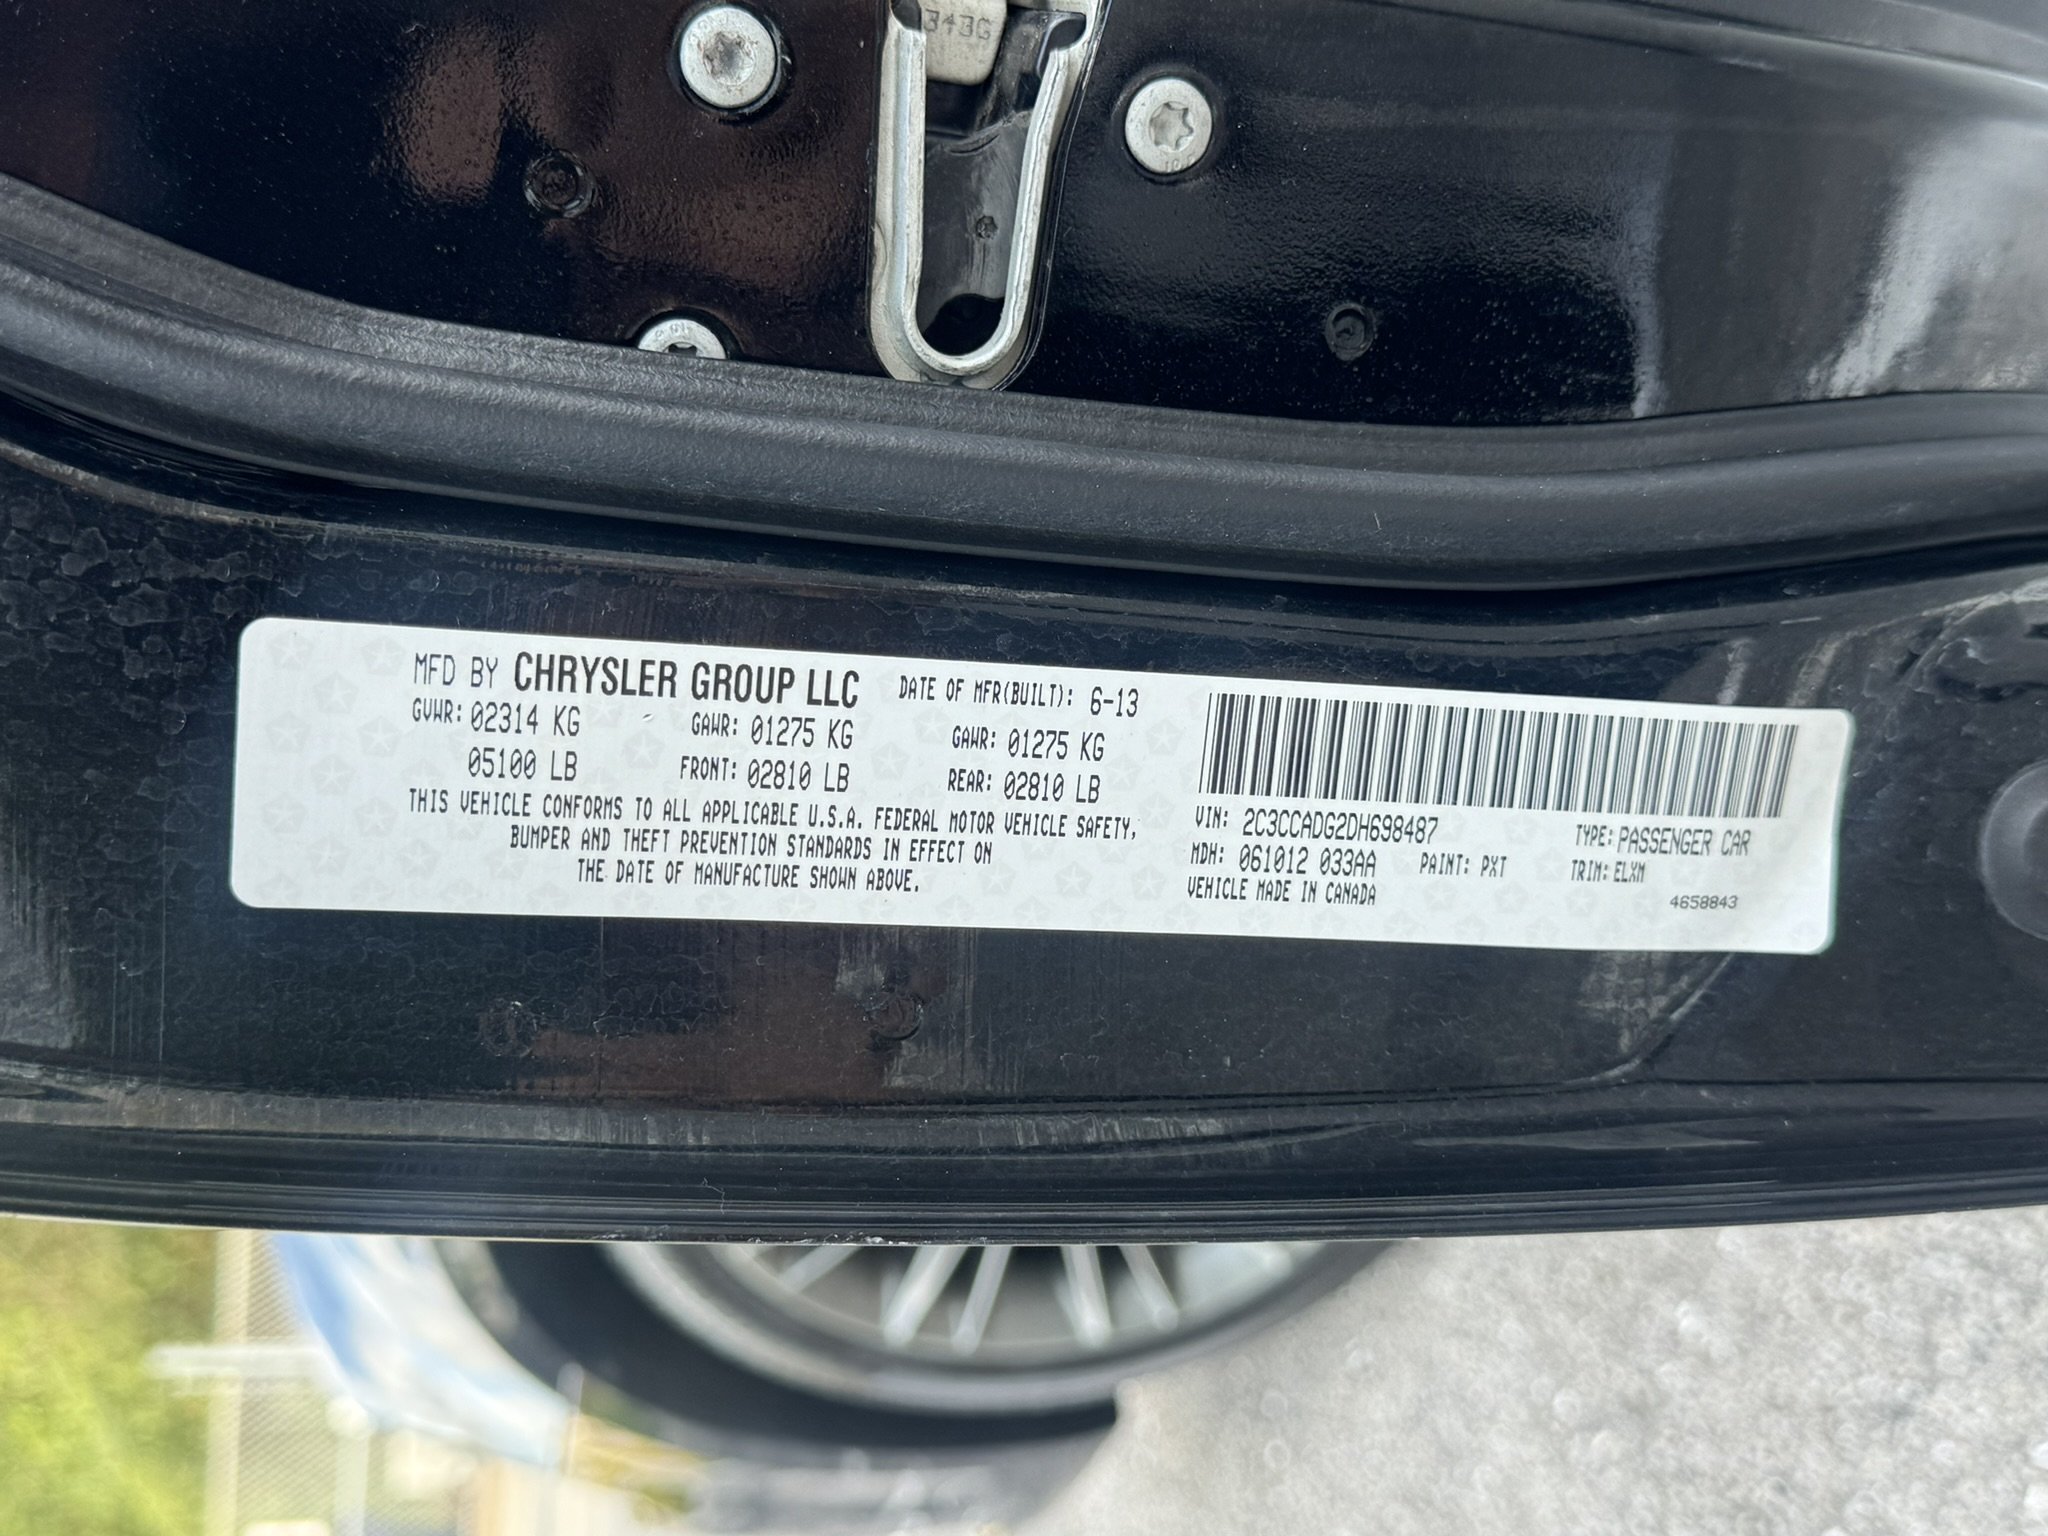 343G
MFD BY CHRYSLER GROUP LLC DATE OF MFR(BUILT): 6-13
GVWR: 02314 KG GAWR: 01275 KG GAWR: 01275 KG
05100 LB FRONT: 02810 LB REAR: 02810 LB
THIS VEHICLE CONFORMS TO ALL APPLICABLE U.S.A. FEDERAL MOTOR VEHICLE SAFETY,
BUMPER AND THEFT PREVENTION STANDARDS IN EFFECT ON
THE DATE OF MANUFACTURE SHOWN ABOVE.
VIN: 2C3CCADG2DH698487 TYPE: PASSENGER CAR
MDH: 061012 033AA PAINT: PXT TRIM: ELXM
VEHICLE MADE IN CANADA 4658843